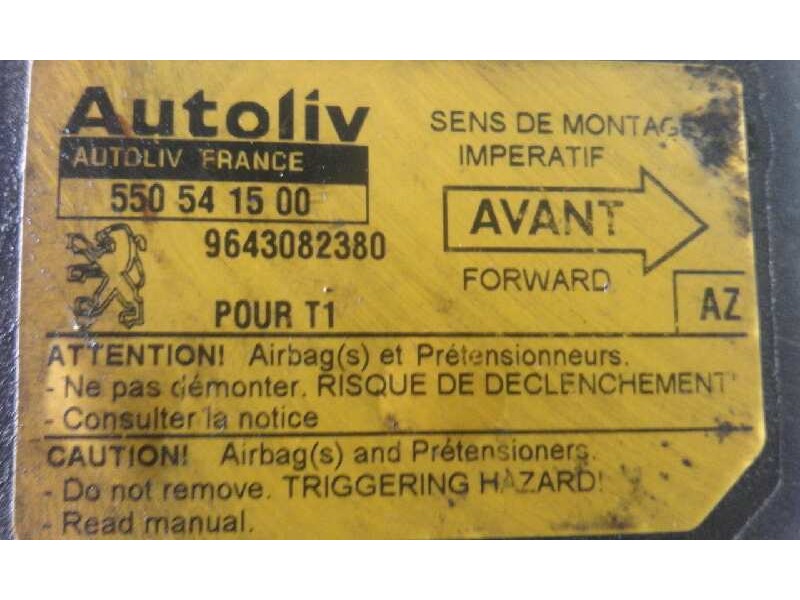 Autoliv
AUTOLIV FRANCE
550 54 15 00
9643082380
POUR T1
SENS DE MONTAGE
IMPERATIF
AVANT
FORWARD
AZ
ATTENTION! Airbag(s) et Prétensionneurs.
- Ne pas démonter. RISQUE DE DECLENCHEMENT
- Consulter la notice
CAUTION! Airbag(s) and Prétensioners.
- Do not remove. TRIGGERING HAZARD!
- Read manual.